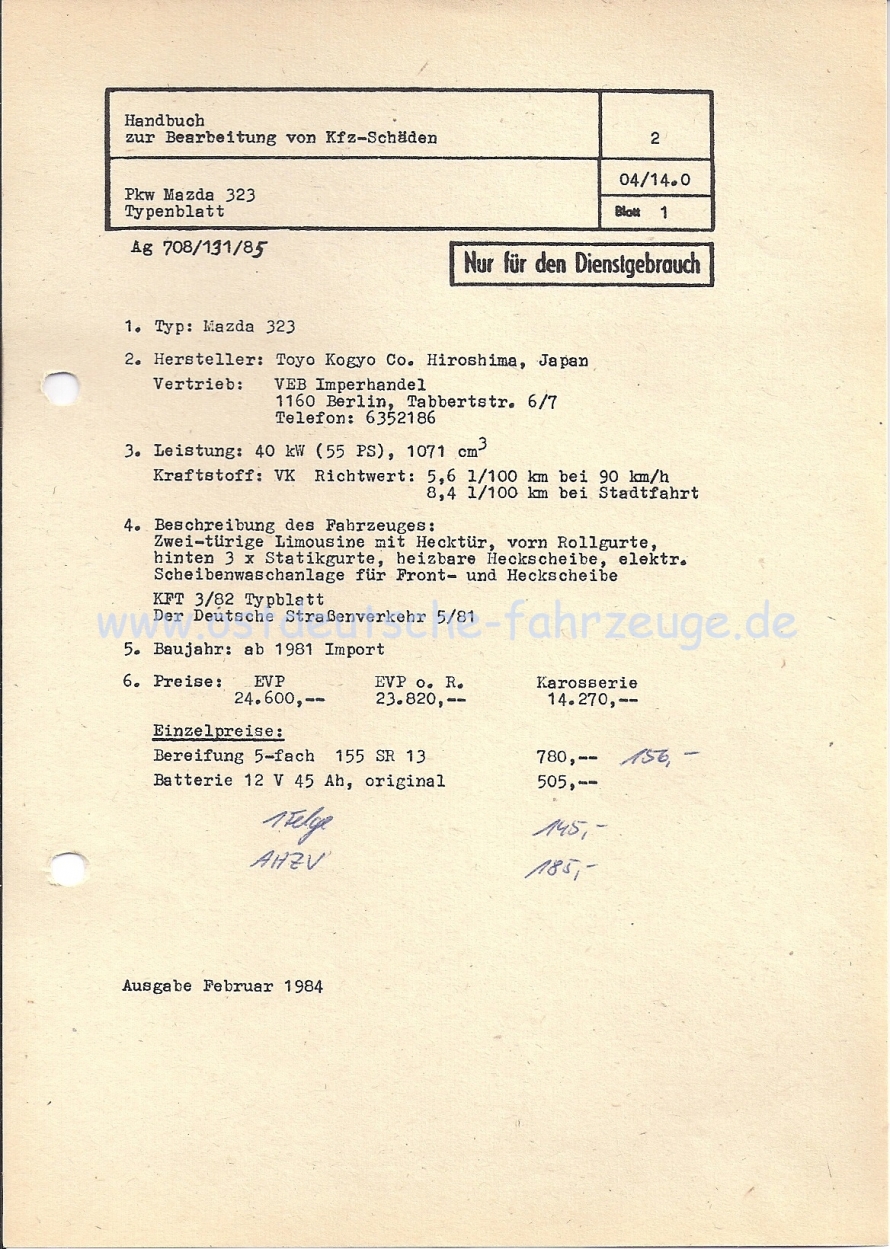 Handbuch
zur Bearbeitung von Kfz-Schäden
2
Pkw Mazda 323
Typenblatt
04/14.0
Blatt 1
Ag 708/131/85
Nur für den Dienstgebrauch
1. Typ: Mazda 323
2. Hersteller: Toyo Kogyo Co. Hiroshima, Japan
Vertrieb: VEB Imperhandel
1160 Berlin, Tabbertstr. 6/7
Telefon: 6352186
3. Leistung: 40 kW (55 PS), 1071 cm³
Kraftstoff: VK Richtwert: 5,6 l/100 km bei 90 km/h
8,4 l/100 km bei Stadtfahrt
4. Beschreibung des Fahrzeuges:
Zwei-türige Limousine mit Hecktür, vorn Rollgurte,
hinten 3 x Statikgurte, heizbare Heckscheibe, elektr.
Scheibenwaschanlage für Front- und Heckscheibe
KFT 3/82 Typblatt
Der Deutsche Straßenverkehr 5/81
www.ostdeutsche-fahrzeuge.de
5. Baujahr: ab 1981 Import
6. Preise: EVP EVP o. R. Karosserie
24.600,-- 23.820,-- 14.270,--
Einzelpreise:
Bereifung 5-fach 155 SR 13 780,-- 156,-
Batterie 12 V 45 Ah, original 505,--
1 Felge 145,-
AHZV 185,-
Ausgabe Februar 1984